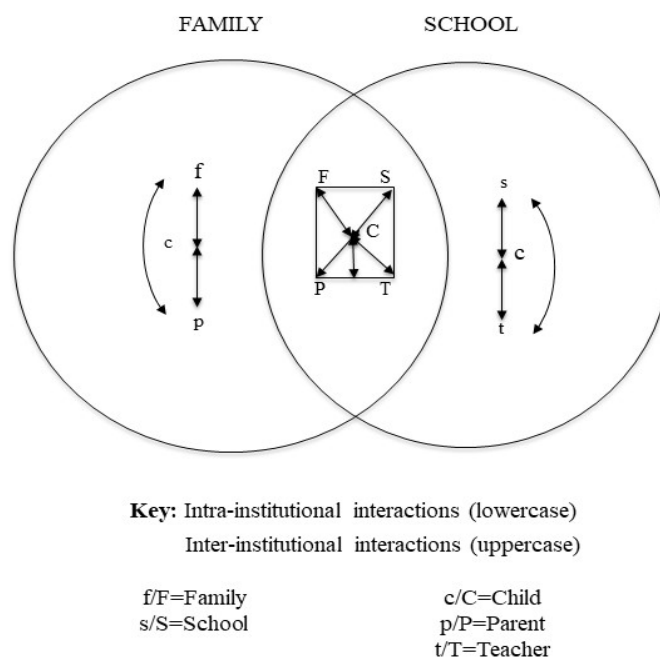 FAMILY SCHOOL
f F S s
c C c
p P T t
Key: Intra-institutional interactions (lowercase)
Inter-institutional interactions (uppercase)
f/F=Family c/C=Child
s/S=School p/P=Parent
t/T=Teacher